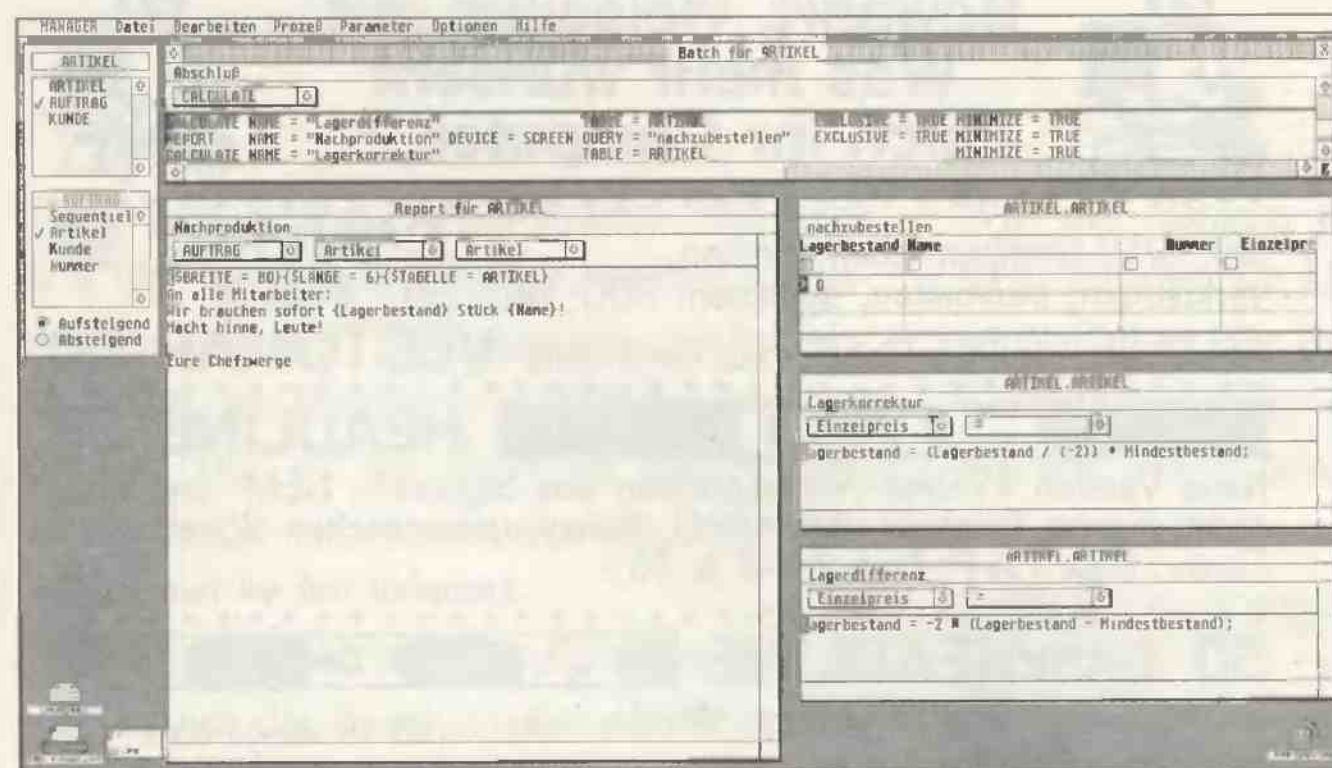 MANAGER Datei Bearbeiten Prozeß Parameter Optionen Hilfe
ARTIKEL
ARTIKEL
AUFTRAG
KUNDE
Batch für ARTIKEL
Abschluß
CALCULATE
CALCULATE NAME = "Lagerdifferenz" TABLE = ARTIKEL EXCLUSIVE = TRUE MINIMIZE = TRUE
REPORT NAME = "Nachproduktion" DEVICE = SCREEN QUERY = "nachzubestellen" EXCLUSIVE = TRUE MINIMIZE = TRUE
CALCULATE NAME = "Lagerkorrektur" TABLE = ARTIKEL MINIMIZE = TRUE
AUFTRAG
Sequentiel
Artikel
Kunde
Nummer
Aufsteigend
Absteigend
Report für ARTIKEL
Nachproduktion
AUFTRAG Artikel Artikel
{$BREITE = 80}{$LÄNGE = 6}{$TABELLE = ARTIKEL}
An alle Mitarbeiter:
Wir brauchen sofort {Lagerbestand} Stück {Name}!
Macht hinne, Leute!
Eure Chefzwerge
ARTIKEL.ARTIKEL
nachzubestellen
Lagerbestand Name Nummer Einzelpre
> 0
ARTIKEL.ARTIKEL
Lagerkorrektur
Einzelpreis =
Lagerbestand = (Lagerbestand / (-2)) + Mindestbestand;
ARTIKEL.ARTIKEL
Lagerdifferenz
Einzelpreis =
Lagerbestand = -2 * (Lagerbestand - Mindestbestand);